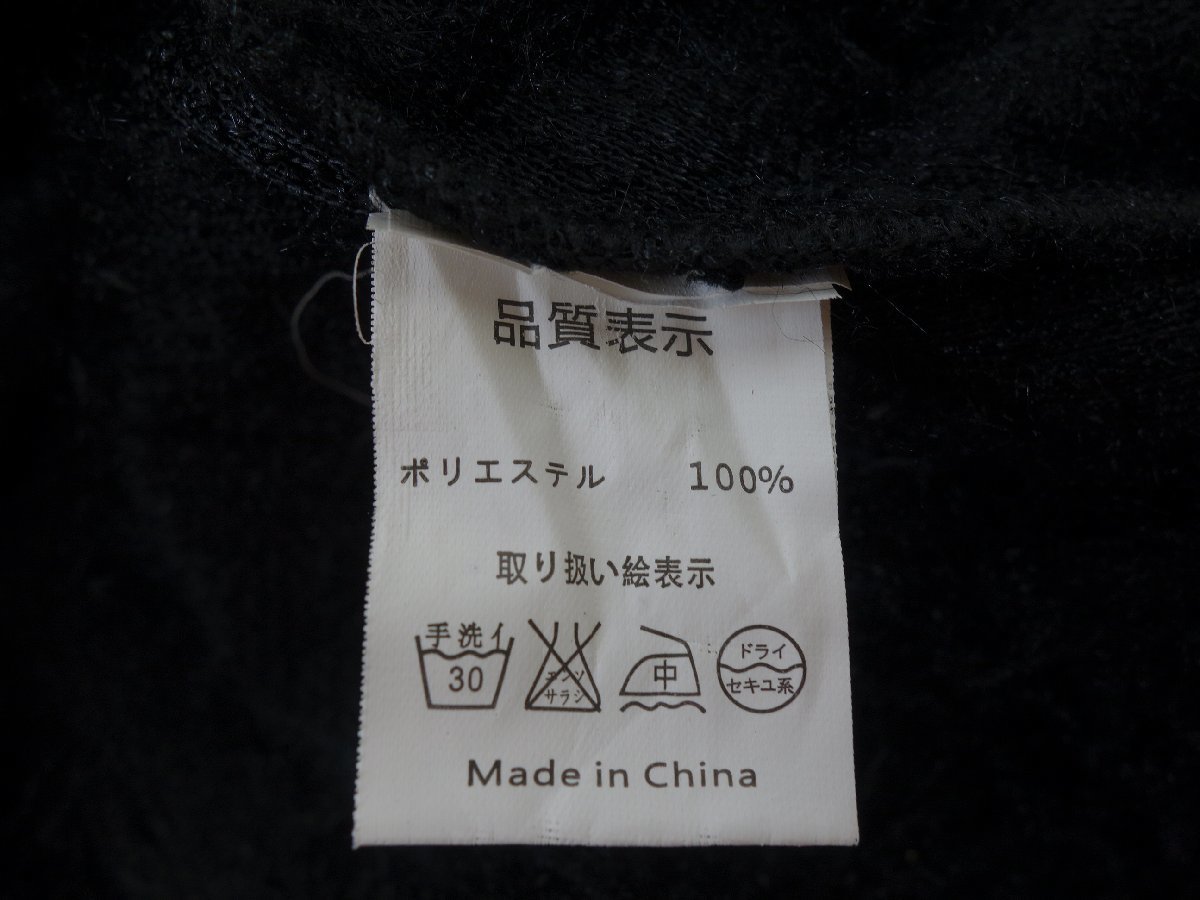 品質表示
ポリエステル 100%
取り扱い絵表示
手洗イ
30
エンソ
サラシ
中
ドライ
セキユ系
Made in China